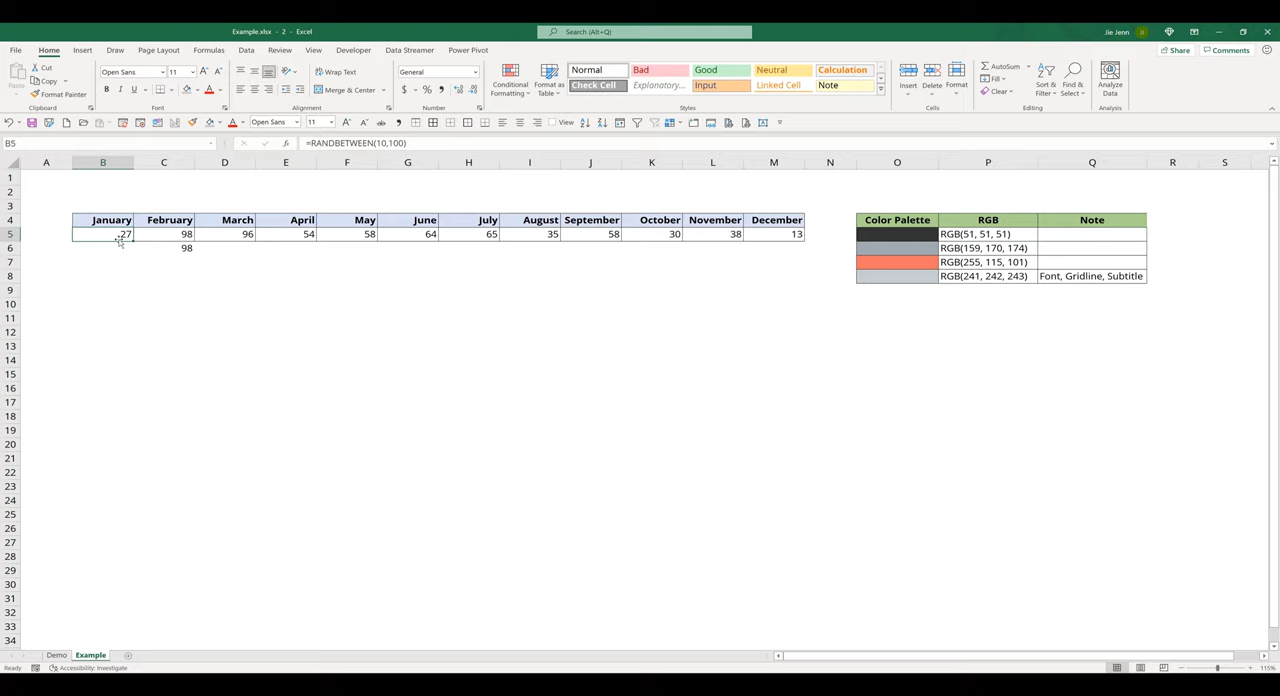 Example.xlsx - 2 - Excel
Search (Alt+Q)
Jie Jenn
File Home Insert Draw Page Layout Formulas Data Review View Developer Data Streamer Power Pivot
Share Comments
Paste Cut Copy Format Painter
Open Sans 11
B I U
Wrap Text
Merge & Center
General
$ % ,
Conditional Formatting
Format as Table
Normal Bad Good Neutral Calculation
Check Cell Explanatory... Input Linked Cell Note
Insert Delete Format
AutoSum
Fill
Clear
Sort & Filter
Find & Select
Analyze Data
Clipboard Font Alignment Number Styles Cells Editing Analysis
Open Sans 11 View
B5 fx =RANDBETWEEN(10,100)
A B C D E F G H I J K L M N O P Q R S
1
2
3
4 January February March April May June July August September October November December Color Palette RGB Note
5 27 98 96 54 58 64 65 35 58 30 38 13 RGB(51, 51, 51)
6 98 RGB(159, 170, 174)
7 RGB(255, 115, 101)
8 RGB(241, 242, 243) Font, Gridline, Subtitle
9
10
11
12
13
14
15
16
17
18
19
20
21
22
23
24
25
26
27
28
29
30
31
32
33
34
Demo Example
Ready Accessibility: Investigate 115%